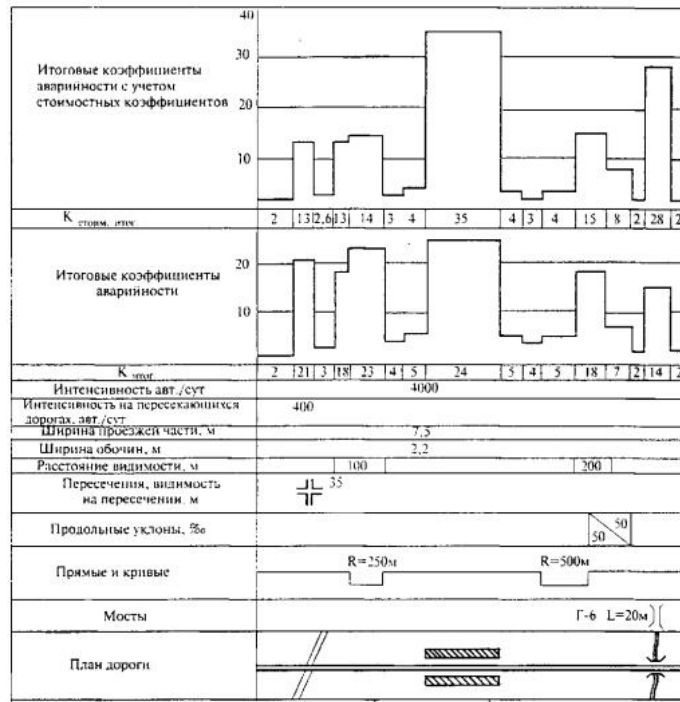 40
30
20
10
Итоговые коэффициенты
аварийности с учетом
стоимостных коэффициентов
К стоим. итог 2 13 2,6 13 14 3 4 35 4 3 4 15 8 2 28 2
20
10
Итоговые коэффициенты
аварийности
К итог 2 21 3 18 23 4 5 24 5 4 5 18 7 2 14 2
Интенсивность авт./сут 4000
Интенсивность на пересекающихся 400
дорогах, авт./сут
Ширина проезжей части, м 7,5
Ширина обочин, м 2,2
Расстояние видимости, м 100 200
Пересечения, видимость 35
на пересечении, м
Продольные уклоны, ‰ 50 50
Прямые и кривые R=250м R=500м
Мосты Г-6 L=20м
План дороги